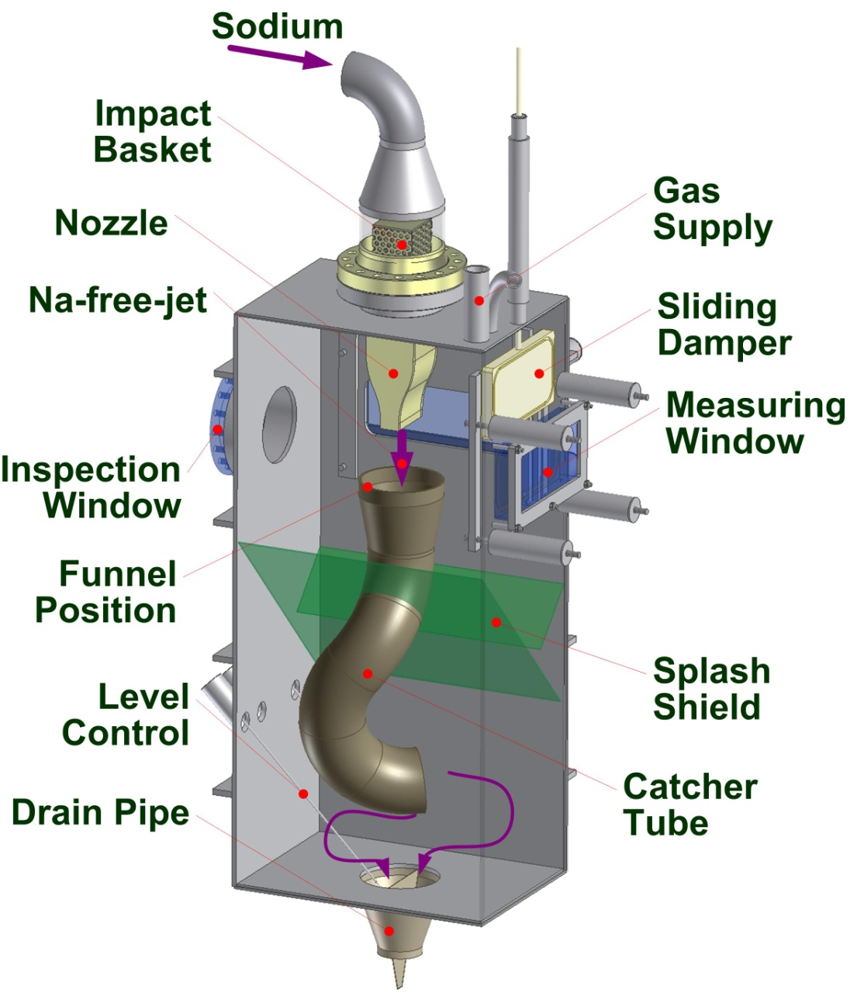 Sodium
Impact
Basket
Nozzle
Na-free-jet
Inspection
Window
Funnel
Position
Level
Control
Drain Pipe
Gas
Supply
Sliding
Damper
Measuring
Window
Splash
Shield
Catcher
Tube